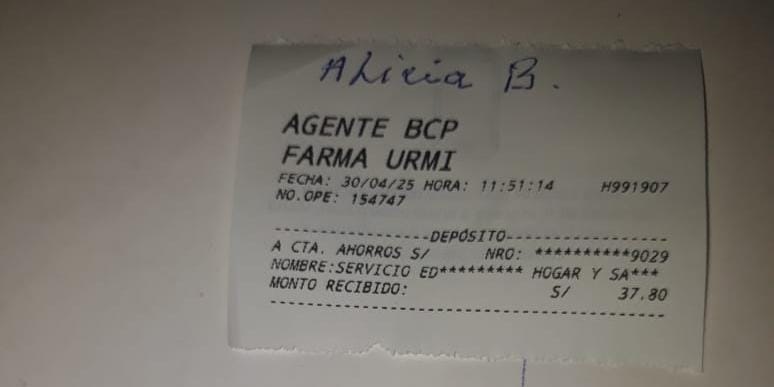 Alicia B.
AGENTE BCP
FARMA URMI
FECHA: 30/04/25 HORA: 11:51:14 H991907
NO.OPE: 154747
-----------------DEPÓSITO-----------------
A CTA. AHORROS S/ NRO: **********9029
NOMBRE:SERVICIO ED********* HOGAR Y SA***
MONTO RECIBIDO: S/ 37.80
------------------------------------------